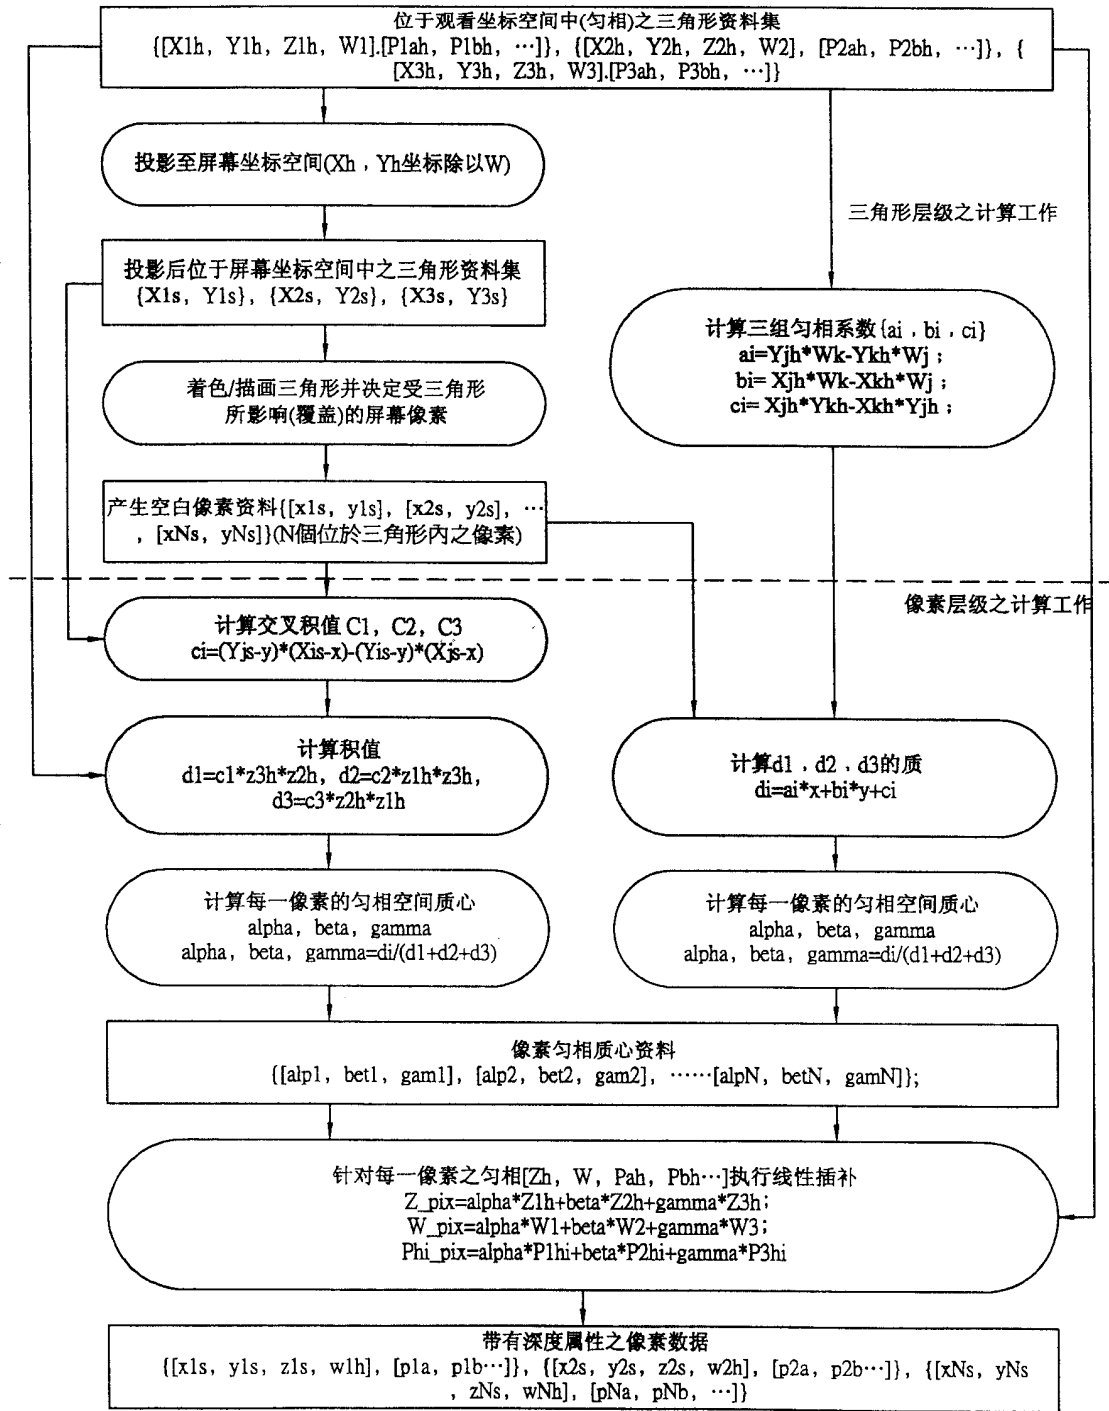 位于观看坐标空间中(匀相)之三角形资料集
{[X1h, Y1h, Z1h, W1].[P1ah, P1bh, …]}, {[X2h, Y2h, Z2h, W2], [P2ah, P2bh, …]}, {
[X3h, Y3h, Z3h, W3].[P3ah, P3bh, …]}
投影至屏幕坐标空间(Xh，Yh坐标除以W)
三角形层级之计算工作
投影后位于屏幕坐标空间中之三角形资料集
{X1s, Y1s}, {X2s, Y2s}, {X3s, Y3s}
计算三组匀相系数{ai，bi，ci}
ai=Yjh*Wk-Ykh*Wj；
bi= Xjh*Wk-Xkh*Wj；
ci= Xjh*Ykh-Xkh*Yjh；
着色/描画三角形并决定受三角形
所影响(覆盖)的屏幕像素
产生空白像素资料{[x1s, y1s], [x2s, y2s], …
, [xNs, yNs]}(N個位於三角形內之像素)
像素层级之计算工作
计算交叉积值 C1, C2, C3
ci=(Yjs-y)*(Xis-x)-(Yis-y)*(Xjs-x)
计算积值
d1=c1*z3h*z2h, d2=c2*z1h*z3h,
d3=c3*z2h*z1h
计算d1、d2、d3的质
di=ai*x+bi*y+ci
计算每一像素的匀相空间质心
alpha, beta, gamma
alpha, beta, gamma=di/(d1+d2+d3)
计算每一像素的匀相空间质心
alpha, beta, gamma
alpha, beta, gamma=di/(d1+d2+d3)
像素匀相质心资料
{[alp1, bet1, gam1], [alp2, bet2, gam2], ……[alpN, betN, gamN]};
针对每一像素之匀相[Zh, W, Pah, Pbh…]执行线性插补
Z_pix=alpha*Z1h+beta*Z2h+gamma*Z3h;
W_pix=alpha*W1+beta*W2+gamma*W3;
Phi_pix=alpha*P1hi+beta*P2hi+gamma*P3hi
带有深度属性之像素数据
{[x1s, y1s, z1s, w1h], [p1a, p1b…]}, {[x2s, y2s, z2s, w2h], [p2a, p2b…]}, {[xNs, yNs
, zNs, wNh], [pNa, pNb, …]}